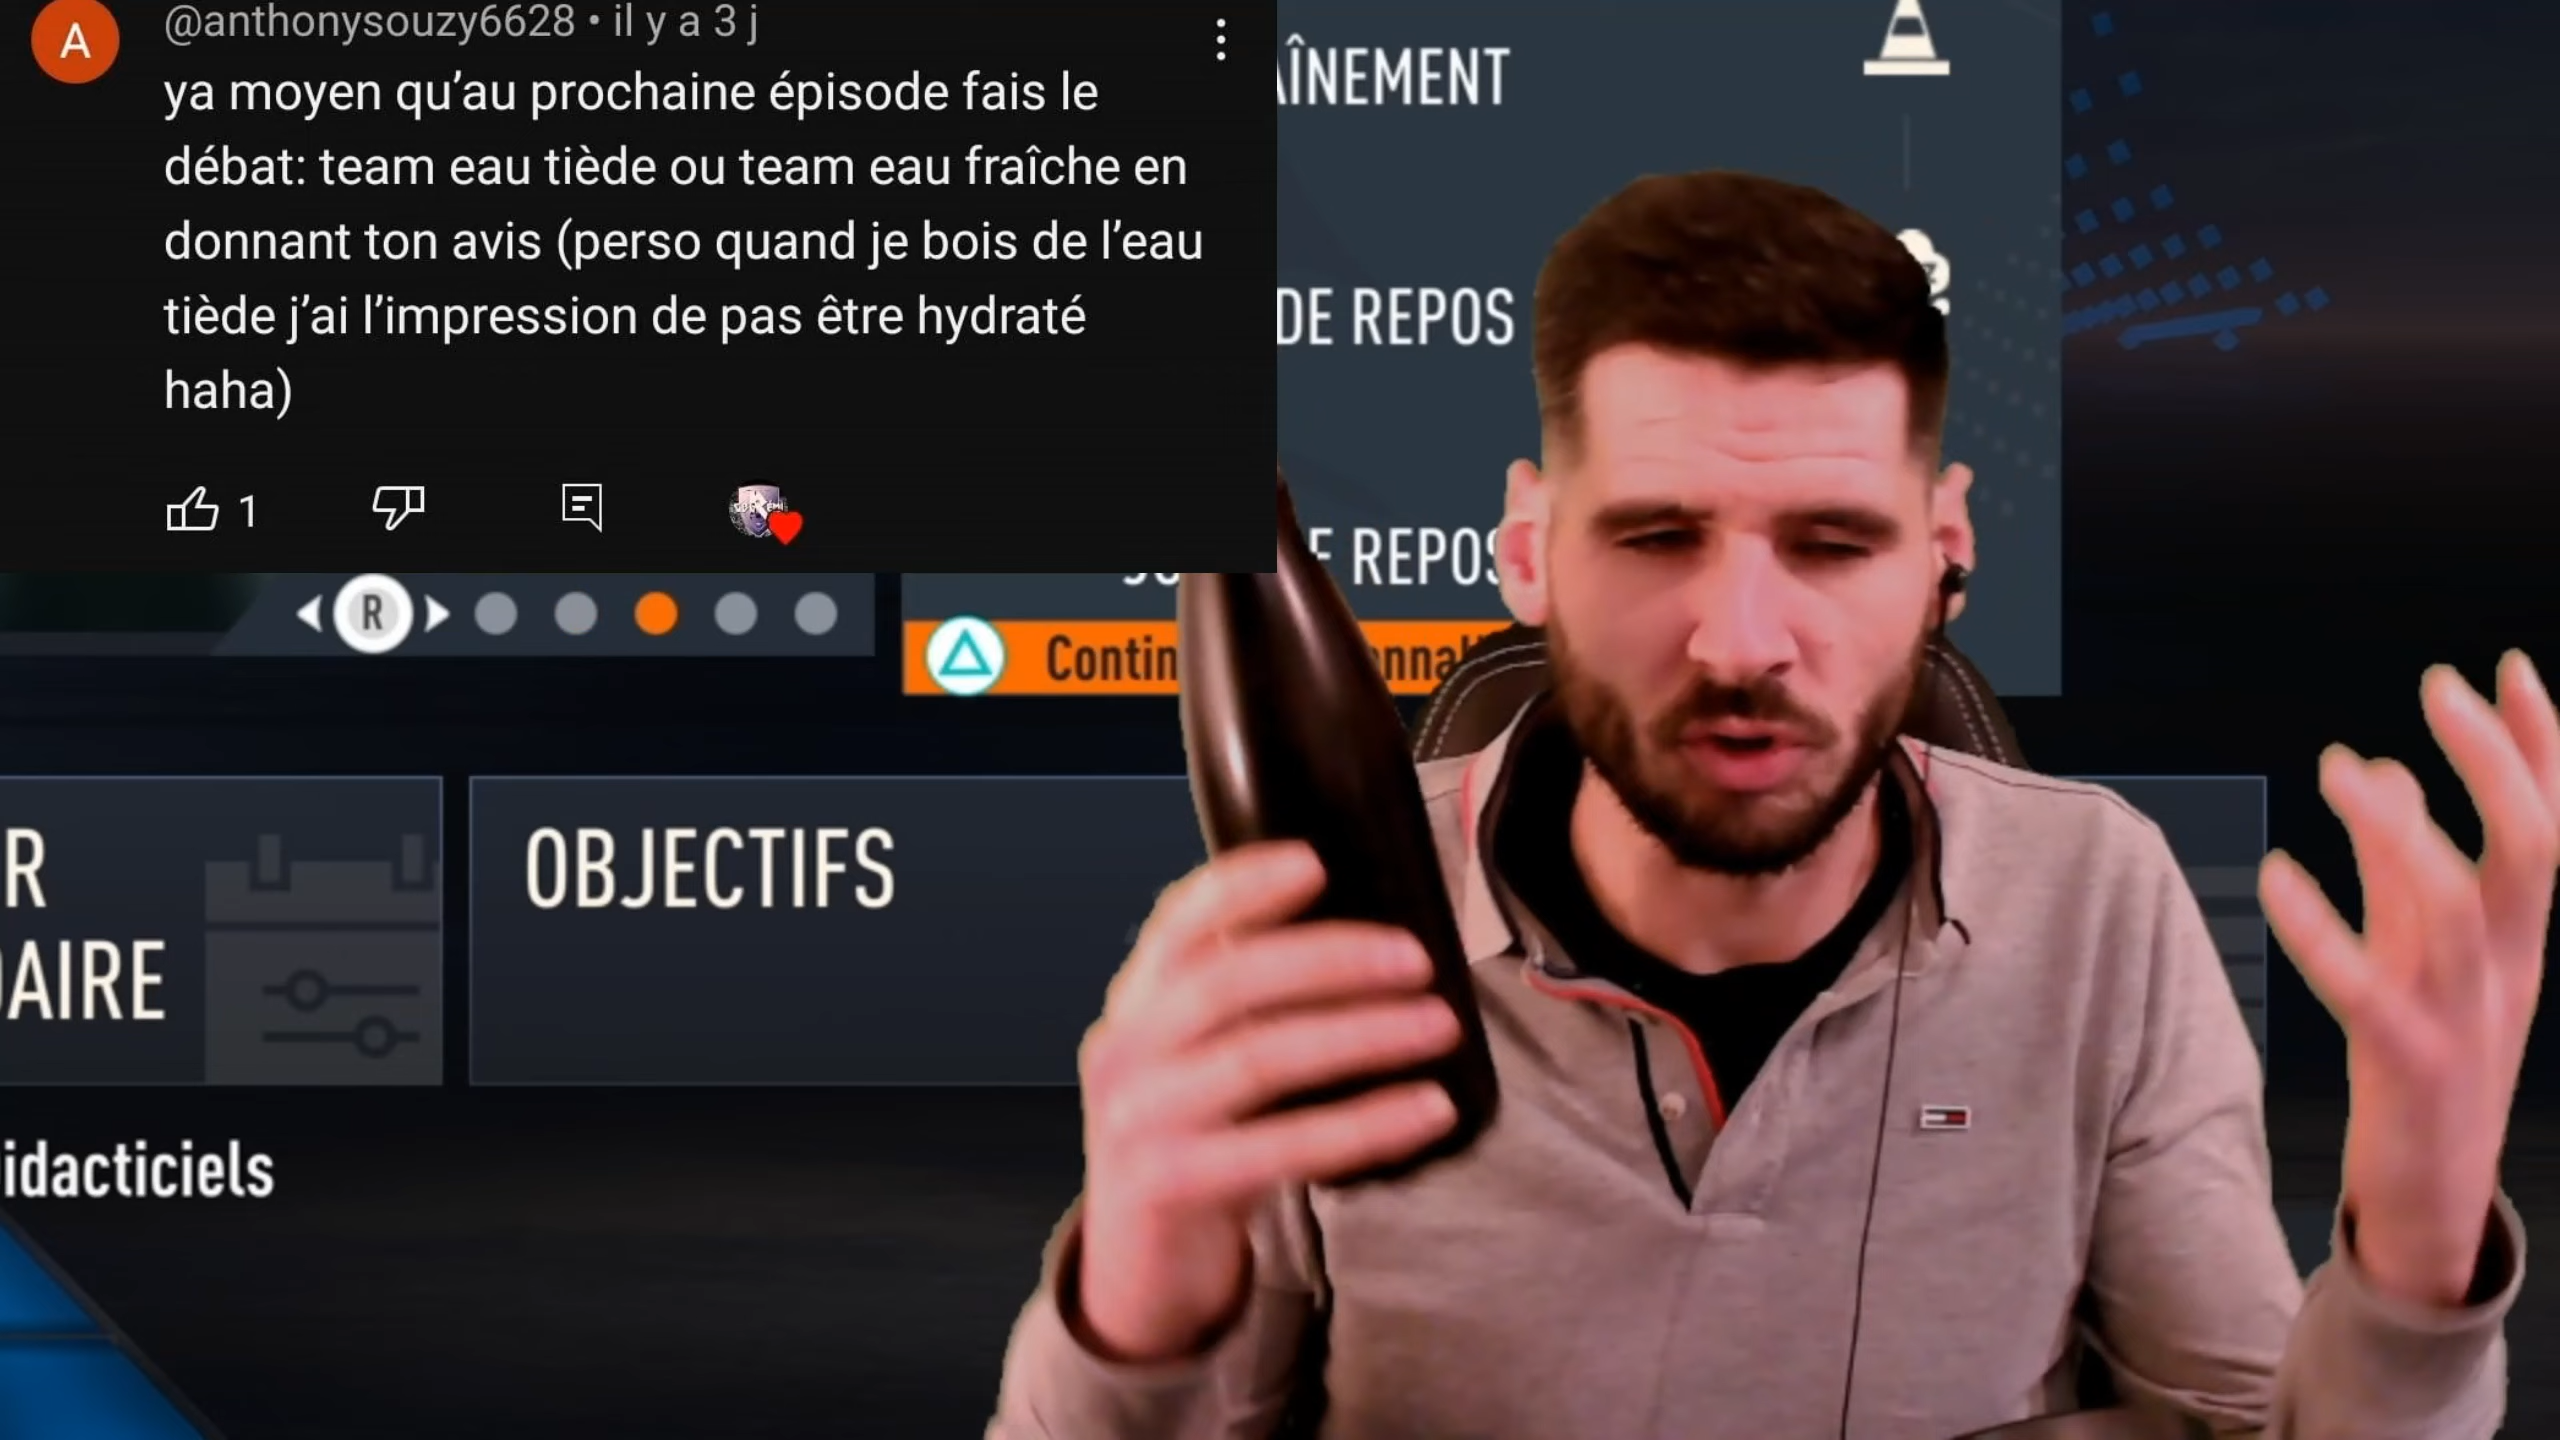 @anthonysouzy6628 • il y a 3 j
A
ya moyen qu’au prochaine épisode fais le
débat: team eau tiède ou team eau fraîche en
donnant ton avis (perso quand je bois de l’eau
tiède j’ai l’impression de pas être hydraté
haha)
1
AÎNEMENT
DE REPOS
E REPOS
R
Contin
OBJECTIFS
R
DAIRE
idacticiels